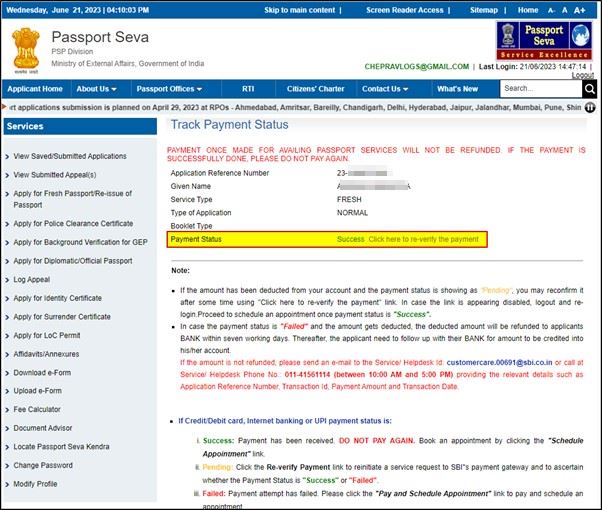 Wednesday, June 21, 2023 | 04:10:03 PM
Skip to main content | Screen Reader Access | Sitemap | Home A- A A+
Passport Seva
PSP Division
Ministry of External Affairs, Government of India
Passport
Seva
Service Excellence
CHEPRAVLOGS@GMAIL.COM | Last Login: 21/06/2023 14:47:14 |
Logout
Applicant Home About Us Passport Offices RTI Citizens' Charter Contact Us What's New Search...
rt applications submission is planned on April 29, 2023 at RPOs - Ahmedabad, Amritsar, Bareilly, Chandigarh, Delhi, Hyderabad, Jaipur, Jalandhar, Mumbai, Pune, Shim
Services
View Saved/Submitted Applications
View Submitted Appeal(s)
Apply for Fresh Passport/Re-issue of
Passport
Apply for Police Clearance Certificate
Apply for Background Verification for GEP
Apply for Diplomatic/Official Passport
Log Appeal
Apply for Identity Certificate
Apply for Surrender Certificate
Apply for LoC Permit
Affidavits/Annexures
Download e-Form
Upload e-Form
Fee Calculator
Document Advisor
Locate Passport Seva Kendra
Change Password
Modify Profile
Track Payment Status
PAYMENT ONCE MADE FOR AVAILING PASSPORT SERVICES WILL NOT BE REFUNDED. IF THE PAYMENT IS
SUCCESSFULLY DONE, PLEASE DO NOT PAY AGAIN.
Application Reference Number 23-
Given Name A A
Service Type FRESH
Type of Application NORMAL
Booklet Type
Payment Status Success Click here to re-verify the payment
Note:
If the amount has been deducted from your account and the payment status is showing as "Pending", you may reconfirm it
after some time using "Click here to re-verify the payment" link. In case the link is appearing disabled, logout and re-
login.Proceed to schedule an appointment once payment status is "Success".
In case the payment status is "Failed" and the amount gets deducted, the deducted amount will be refunded to applicants
BANK within seven working days. Thereafter, the applicant need to follow up with their BANK for amount to be credited into
his/her account.
If the amount is not refunded, please send an e-mail to the Service/ Helpdesk Id: customercare.00691@sbi.co.in or call at
Service/ Helpdesk Phone No.: 011-41561114 (between 10:00 AM and 5:00 PM) providing the relevant details such as
Application Reference Number, Transaction Id, Payment Amount and Transaction Date.
If Credit/Debit card, Internet banking or UPI payment status is:
i. Success: Payment has been received. DO NOT PAY AGAIN. Book an appointment by clicking the "Schedule
Appointment" link.
ii. Pending: Click the Re-verify Payment link to reinitiate a service request to SBI"s payment gateway and to ascertain
whether the Payment Status is "Success" or "Failed".
iii. Failed: Payment attempt has failed. Please click the "Pay and Schedule Appointment" link to pay and schedule an
appointment